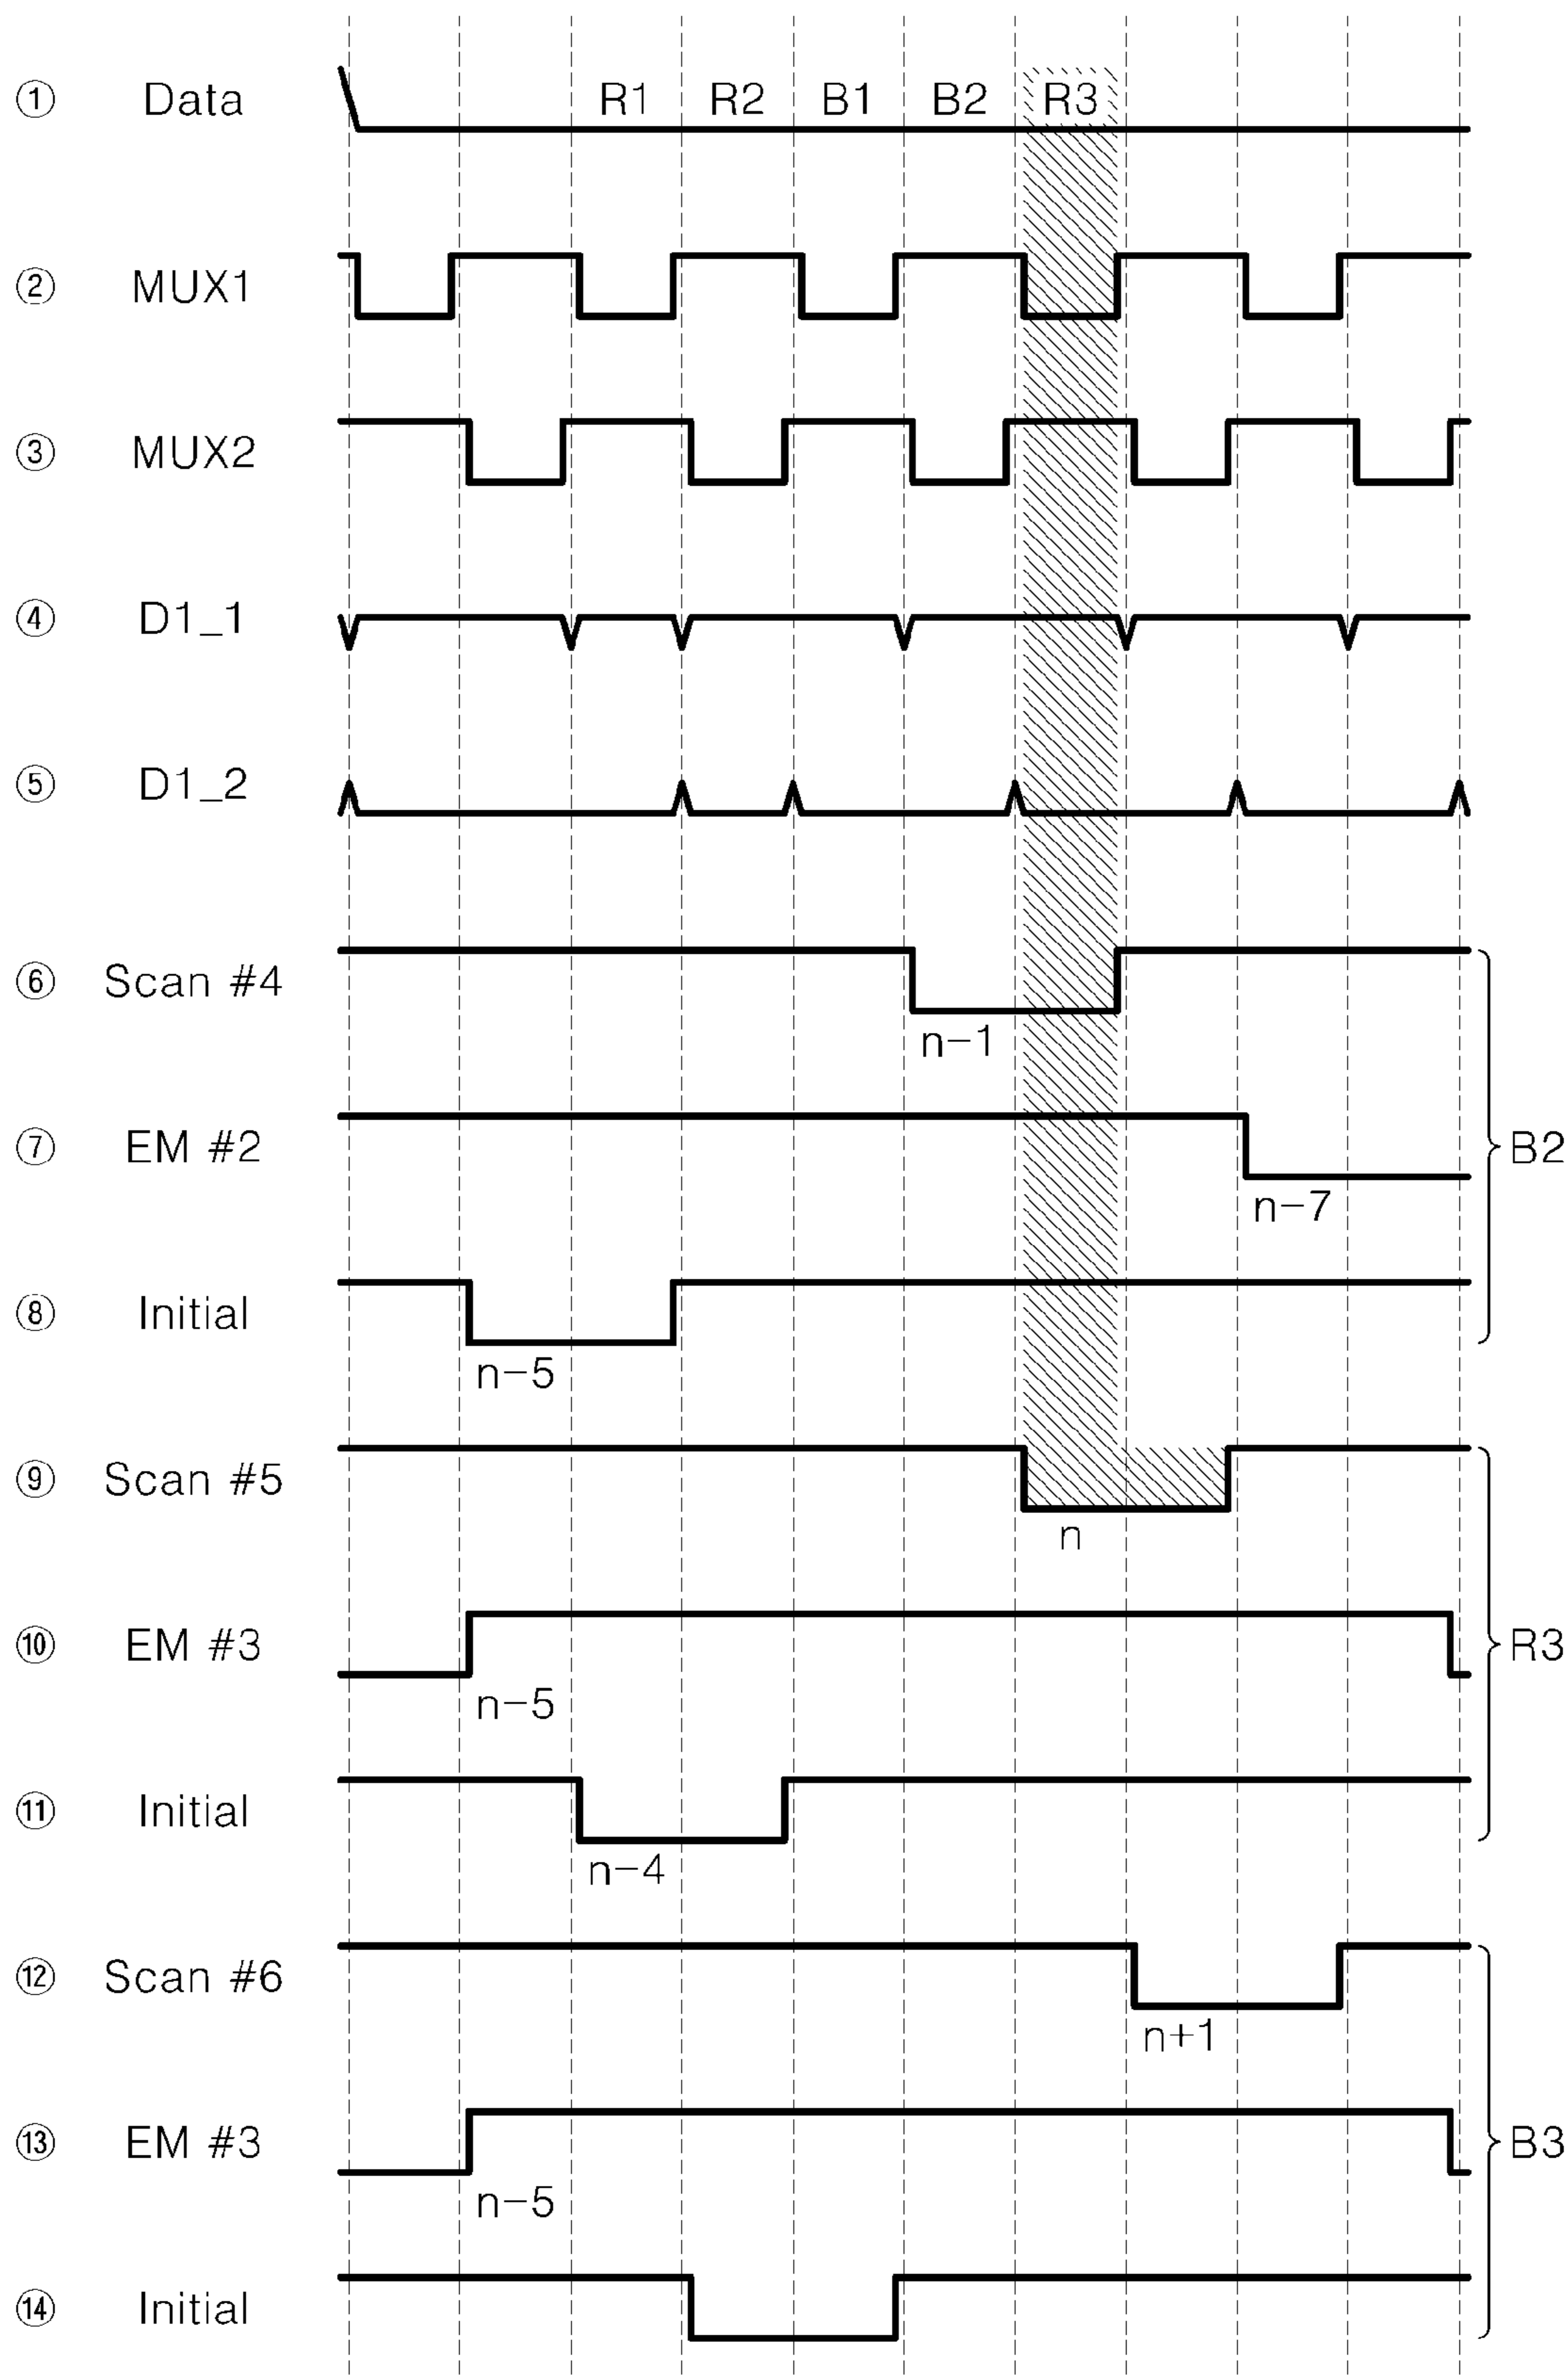 ① Data R1 R2 B1 B2 R3
② MUX1
③ MUX2
④ D1_1
⑤ D1_2
⑥ Scan #4
n-1
⑦ EM #2 B2
n-7
⑧ Initial
n-5
⑨ Scan #5
n
⑩ EM #3 R3
n-5
⑪ Initial
n-4
⑫ Scan #6
n+1
⑬ EM #3 B3
n-5
⑭ Initial